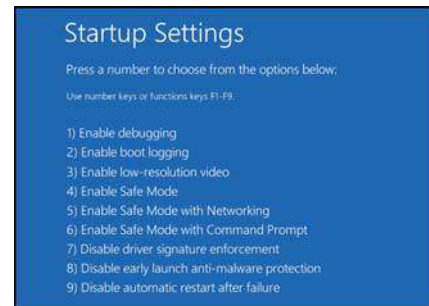 Startup Settings
Press a number to choose from the options below:
Use number keys or functions keys F1-F9.
1) Enable debugging
2) Enable boot logging
3) Enable low-resolution video
4) Enable Safe Mode
5) Enable Safe Mode with Networking
6) Enable Safe Mode with Command Prompt
7) Disable driver signature enforcement
8) Disable early launch anti-malware protection
9) Disable automatic restart after failure